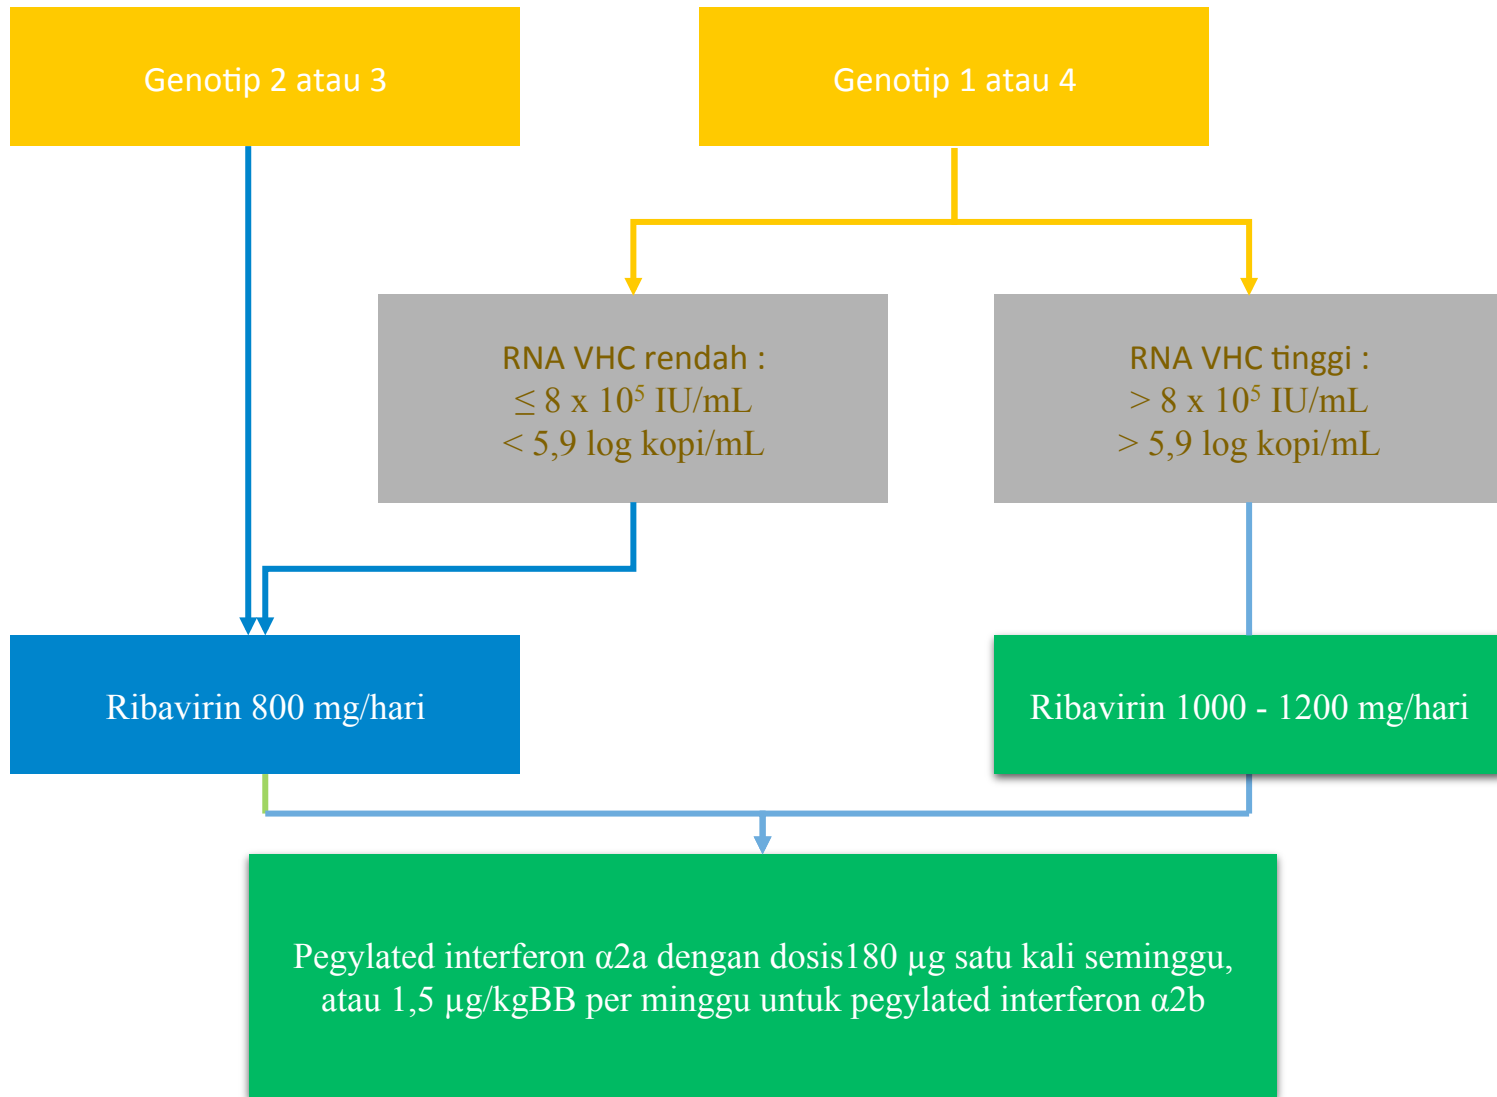 Genotip 2 atau 3
Genotip 1 atau 4
RNA VHC rendah :
≤ 8 x 10⁵ IU/mL
< 5,9 log kopi/mL
RNA VHC tinggi :
> 8 x 10⁵ IU/mL
> 5,9 log kopi/mL
Ribavirin 800 mg/hari
Ribavirin 1000 - 1200 mg/hari
Pegylated interferon α2a dengan dosis180 µg satu kali seminggu,
atau 1,5 µg/kgBB per minggu untuk pegylated interferon α2b